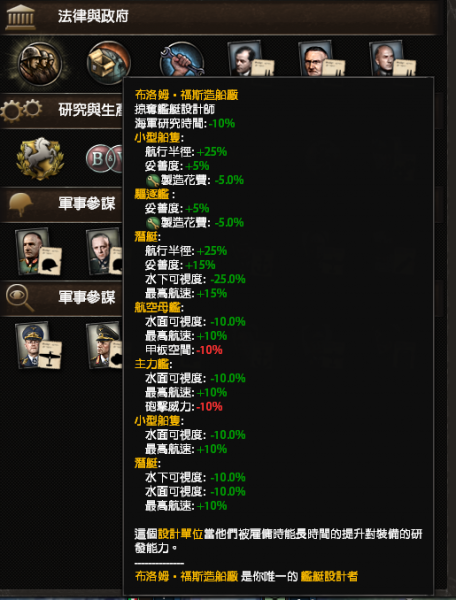 法律與政府
布洛姆·福斯造船廠
掠奪艦艇設計師
海軍研究時間:-10%
小型船隻:
航行半徑:+25%
妥善度:+5%
製造花費: -5.0%
研究與生產
驅逐艦:
妥善度:+5%
製造花費: -5.0%
B&V
潛艇:
航行半徑:+25%
妥善度:+15%
水下可視度:-25.0%
最高航速:+15%
軍事參謀
航空母艦:
水面可視度: -10.0%
最高航速:+10%
甲板空間:-10%
主力艦:
水面可視度: -10.0%
最高航速:+10%
砲擊威力:-10%
軍事參謀
小型船隻:
水面可視度: -10.0%
最高航速:+10%
潛艇:
水下可視度: -10.0%
水面可視度: -10.0%
最高航速:+10%
這個設計單位當他們被雇傭時能長時間的提升對裝備的研
發能力。
--------------
布洛姆·福斯造船廠 是你唯一的 艦艇設計者